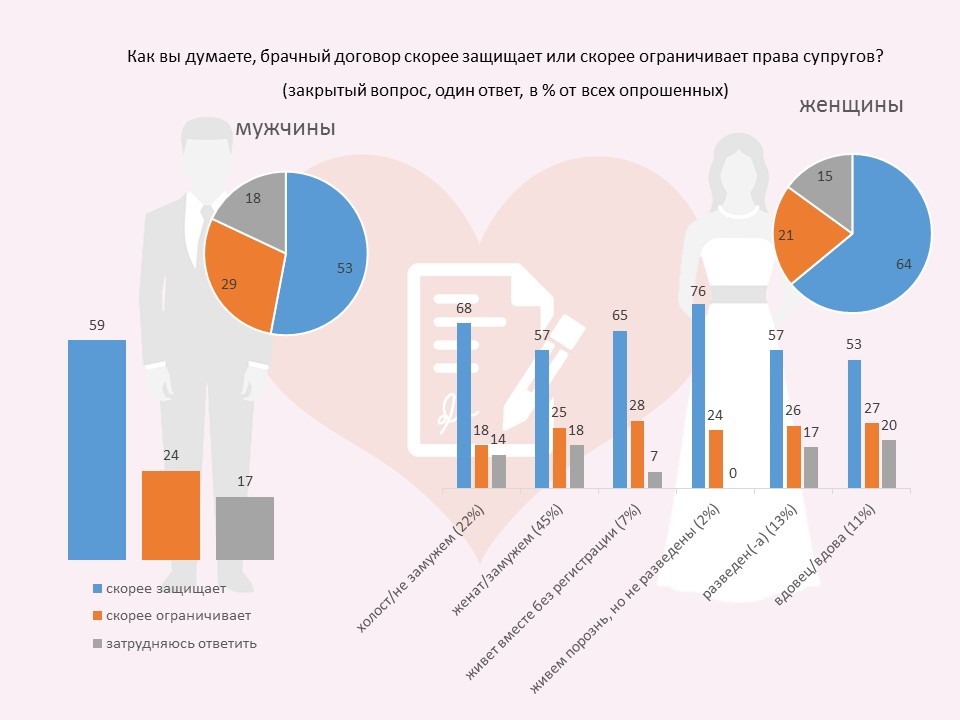 Как вы думаете, брачный договор скорее защищает или скорее ограничивает права супругов?
(закрытый вопрос, один ответ, в % от всех опрошенных)
мужчины
женщины
18
53
29
15
21
64
59
24
17
68
18
14
57
25
18
65
28
7
76
24
0
57
26
17
53
27
20
холост/не замужем (22%)
женат/замужем (45%)
живет вместе без регистрации (7%)
живем порознь, но не разведены (2%)
разведен(-а) (13%)
вдовец/вдова (11%)
скорее защищает
скорее ограничивает
затрудняюсь ответить